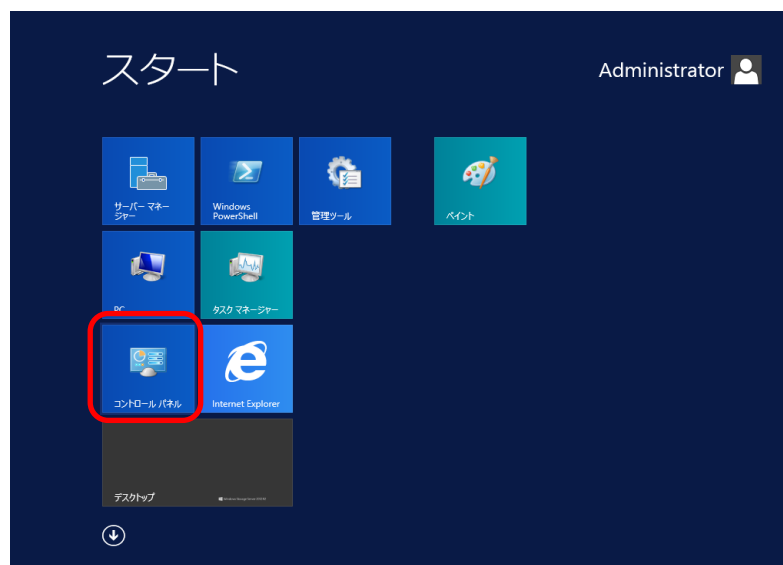 スタート
Administrator
サーバー マネー
ジャー
Windows
PowerShell
管理ツール
ペイント
PC
タスク マネージャー
コントロール パネル
Internet Explorer
デスクトップ